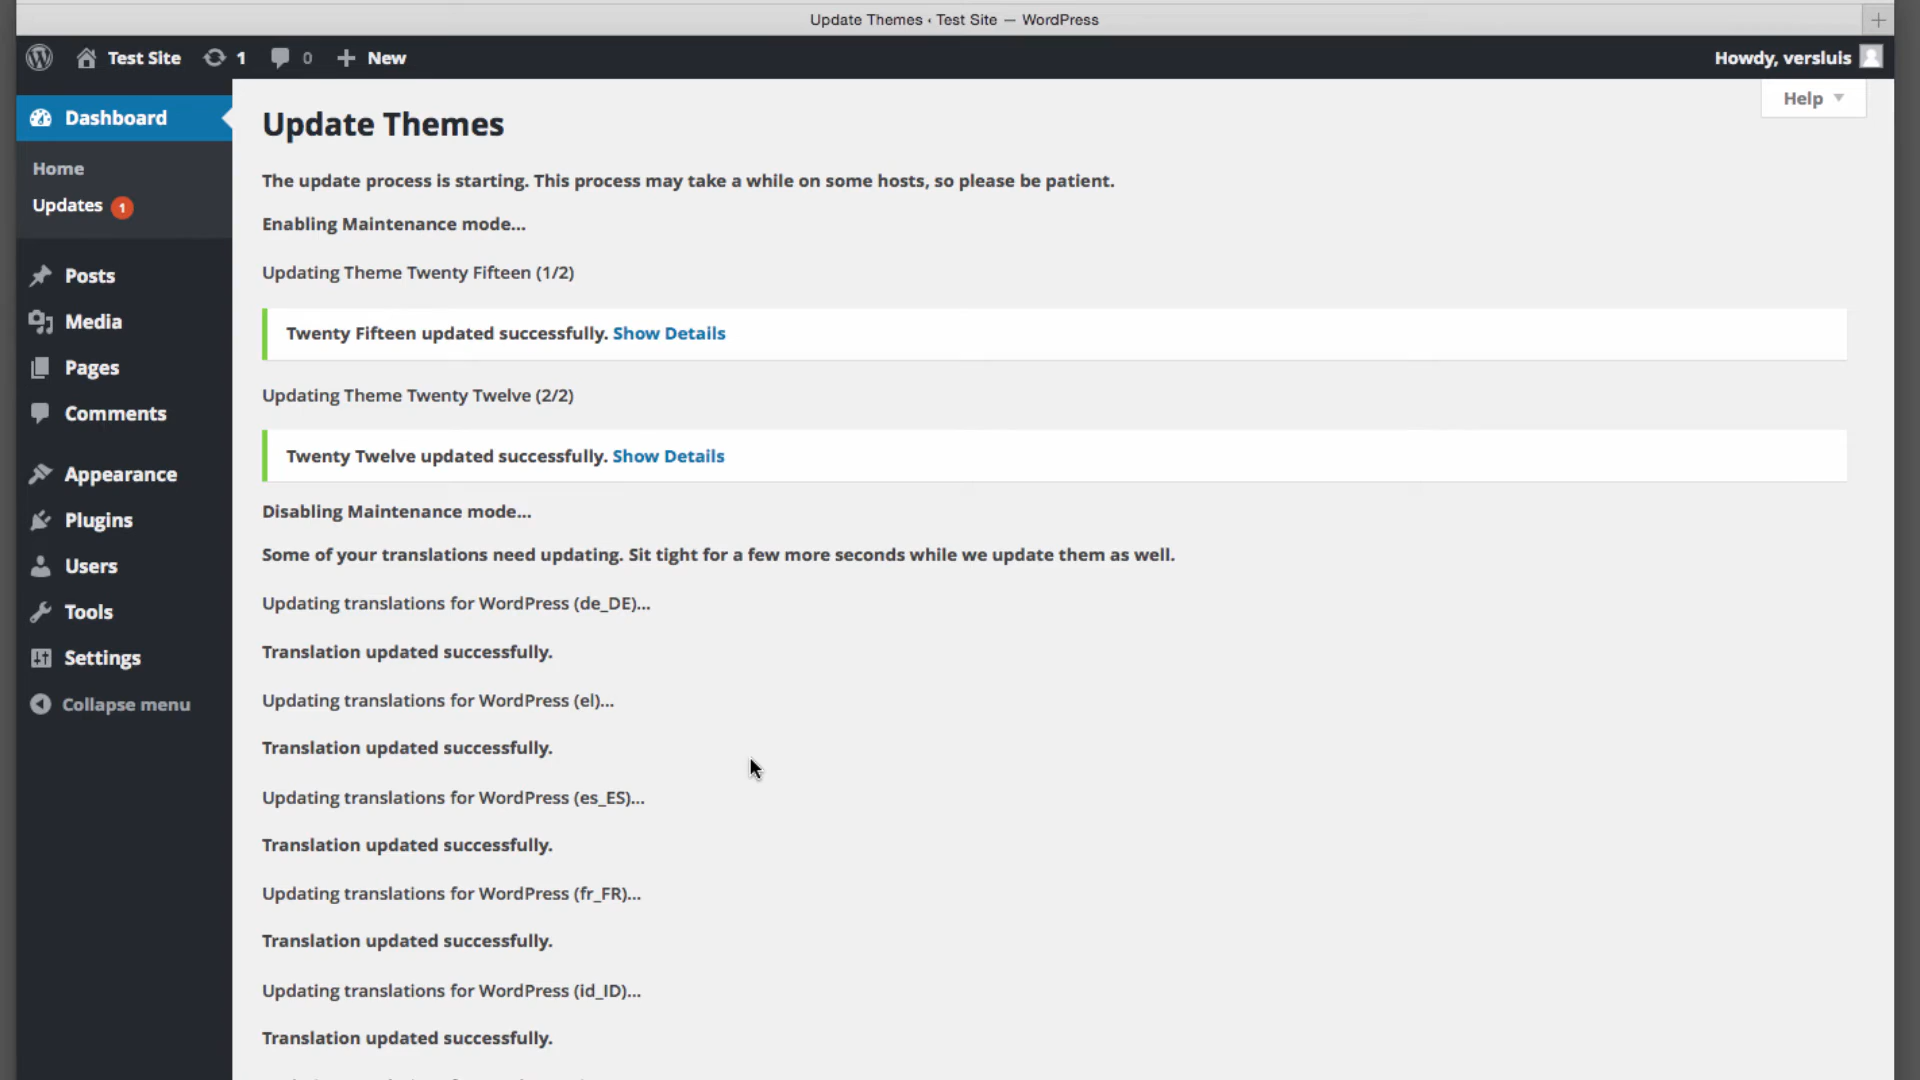 Update Themes ‹ Test Site — WordPress
Test Site 1 0 New
Howdy, versluis
Help
Dashboard
Home
Updates 1
Posts
Media
Pages
Comments
Appearance
Plugins
Users
Tools
Settings
Collapse menu
Update Themes
The update process is starting. This process may take a while on some hosts, so please be patient.
Enabling Maintenance mode...
Updating Theme Twenty Fifteen (1/2)
Twenty Fifteen updated successfully. Show Details
Updating Theme Twenty Twelve (2/2)
Twenty Twelve updated successfully. Show Details
Disabling Maintenance mode...
Some of your translations need updating. Sit tight for a few more seconds while we update them as well.
Updating translations for WordPress (de_DE)...
Translation updated successfully.
Updating translations for WordPress (el)...
Translation updated successfully.
Updating translations for WordPress (es_ES)...
Translation updated successfully.
Updating translations for WordPress (fr_FR)...
Translation updated successfully.
Updating translations for WordPress (id_ID)...
Translation updated successfully.